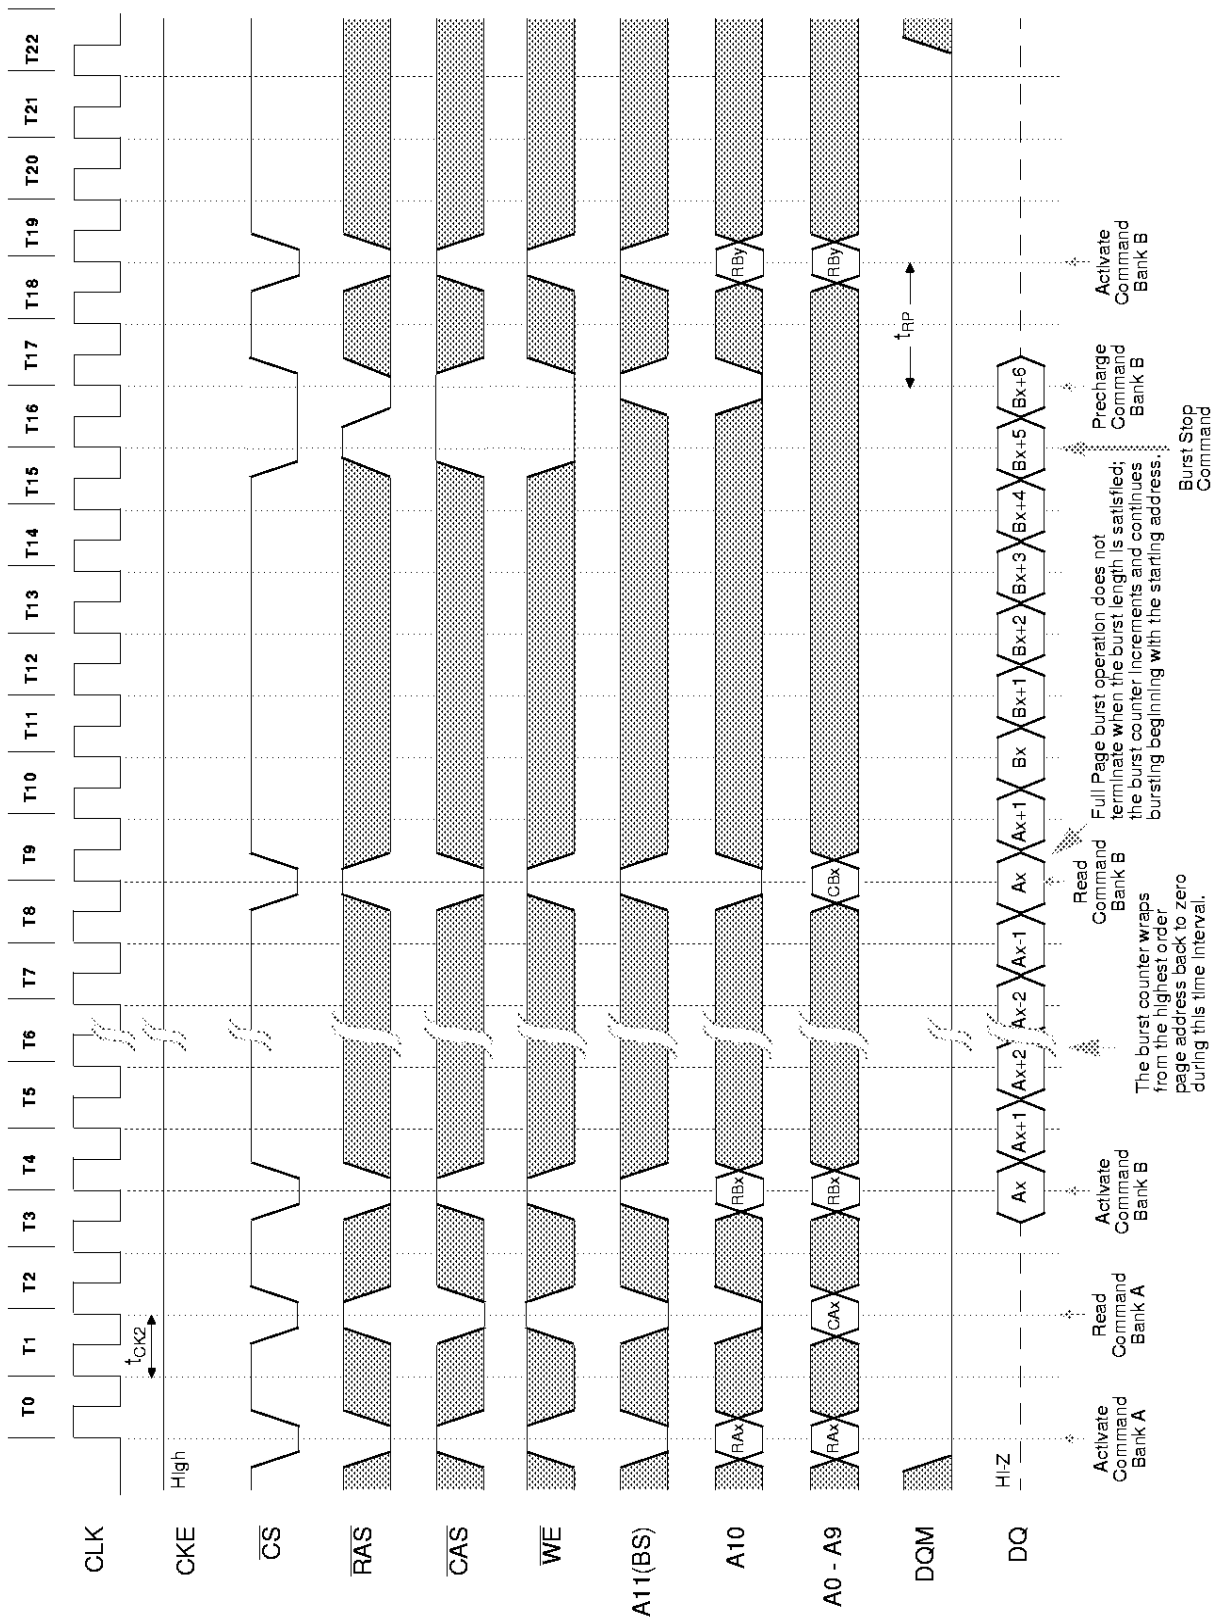 T0 T1 T2 T3 T4 T5 T6 T7 T8 T9 T10 T11 T12 T13 T14 T15 T16 T17 T18 T19 T20 T21 T22
CLK
tCK2
CKE
High
CS
RAS
CAS
WE
A11(BS)
A10
RAx RBx RBy
A0 - A9
RAx CAx RBx CBx RBy
tRP
DQM
DQ
Hi-Z
Ax Ax+1 Ax+2 Ax-2 Ax-1 Ax Ax+1 Bx Bx+1 Bx+2 Bx+3 Bx+4 Bx+5 Bx+6
Activate
Command
Bank A
Read
Command
Bank A
Activate
Command
Bank B
The burst counter wraps
from the highest order
page address back to zero
during this time interval.
Read
Command
Bank B
Full Page burst operation does not
terminate when the burst length is satisfied;
the burst counter increments and continues
bursting beginning with the starting address.
Burst Stop
Command
Precharge
Command
Bank B
Activate
Command
Bank B